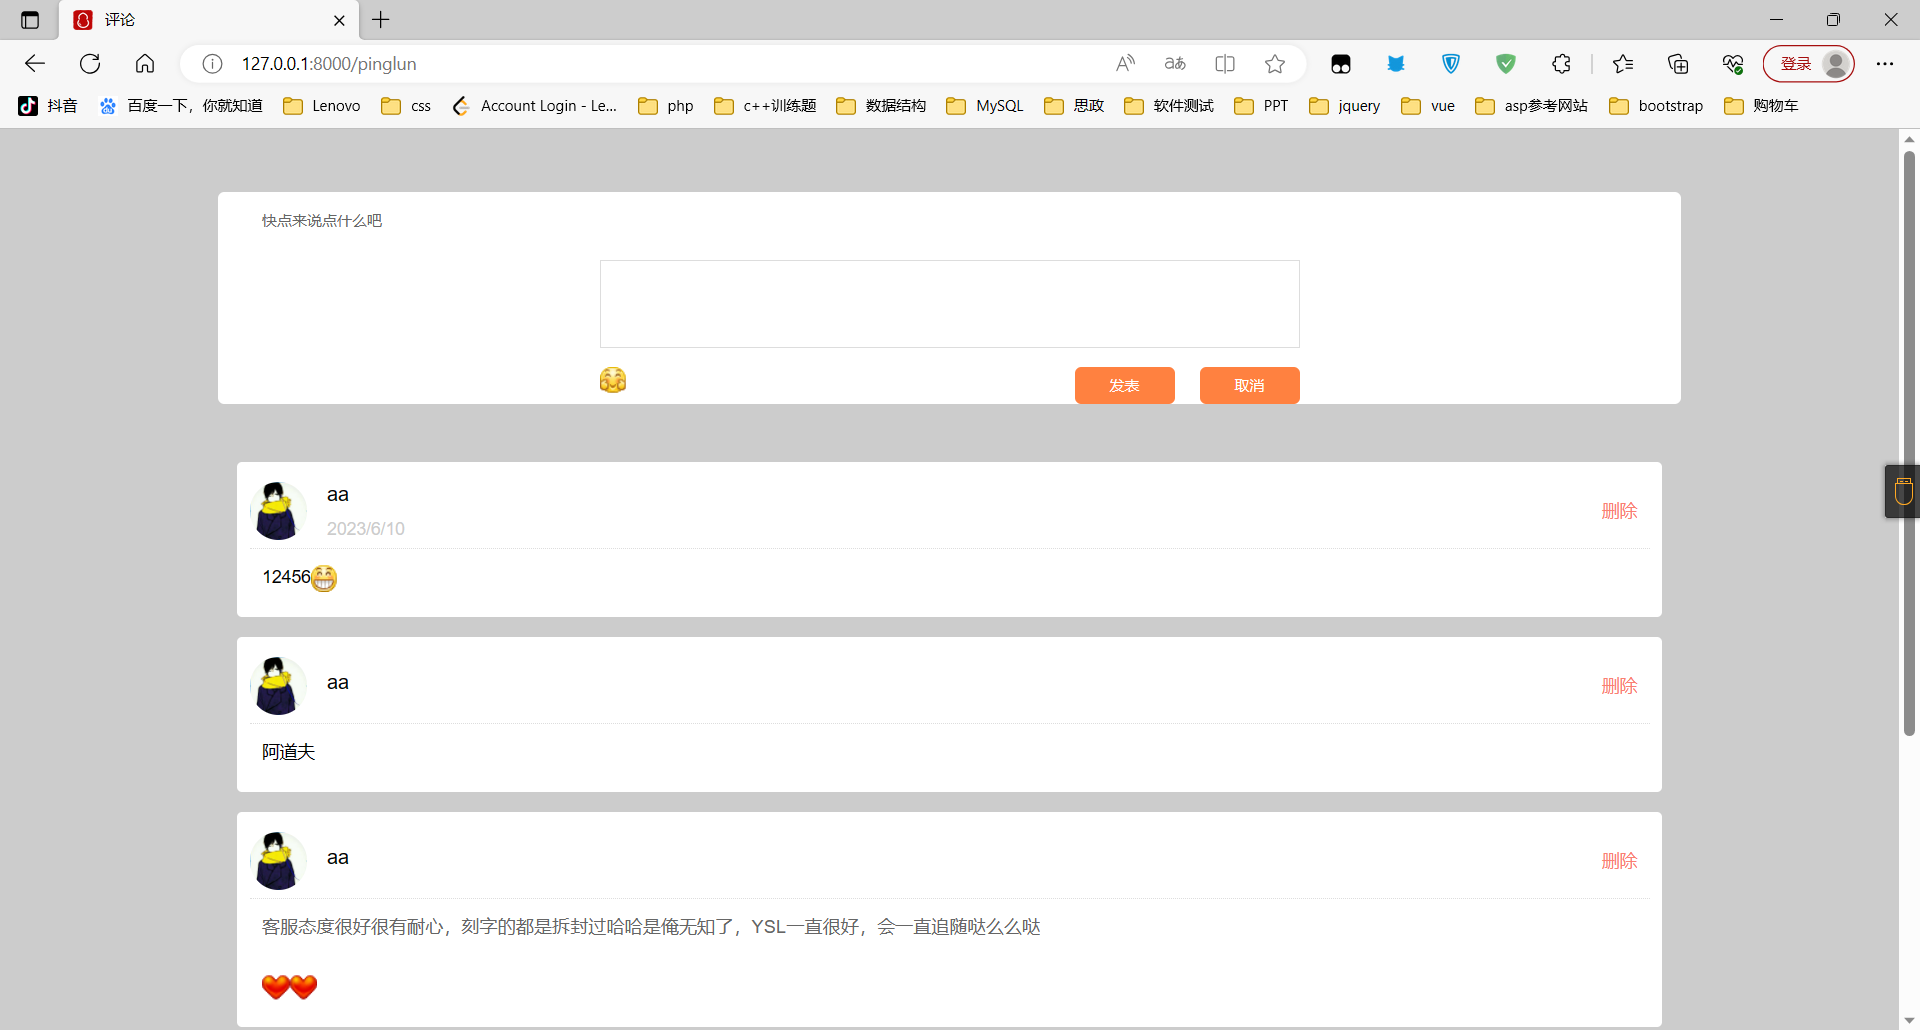 评论
127.0.0.1:8000/pinglun
aあ
登录
抖音 百度一下，你就知道 Lenovo css Account Login - Le... php c++训练题 数据结构 MySQL 思政 软件测试 PPT jquery vue asp参考网站 bootstrap 购物车
快点来说点什么吧
发表 取消
aa
删除
2023/6/10
12456😁
aa
删除
阿道夫
aa
删除
客服态度很好很有耐心，刻字的都是拆封过哈哈是俺无知了，YSL一直很好，会一直追随哒么么哒